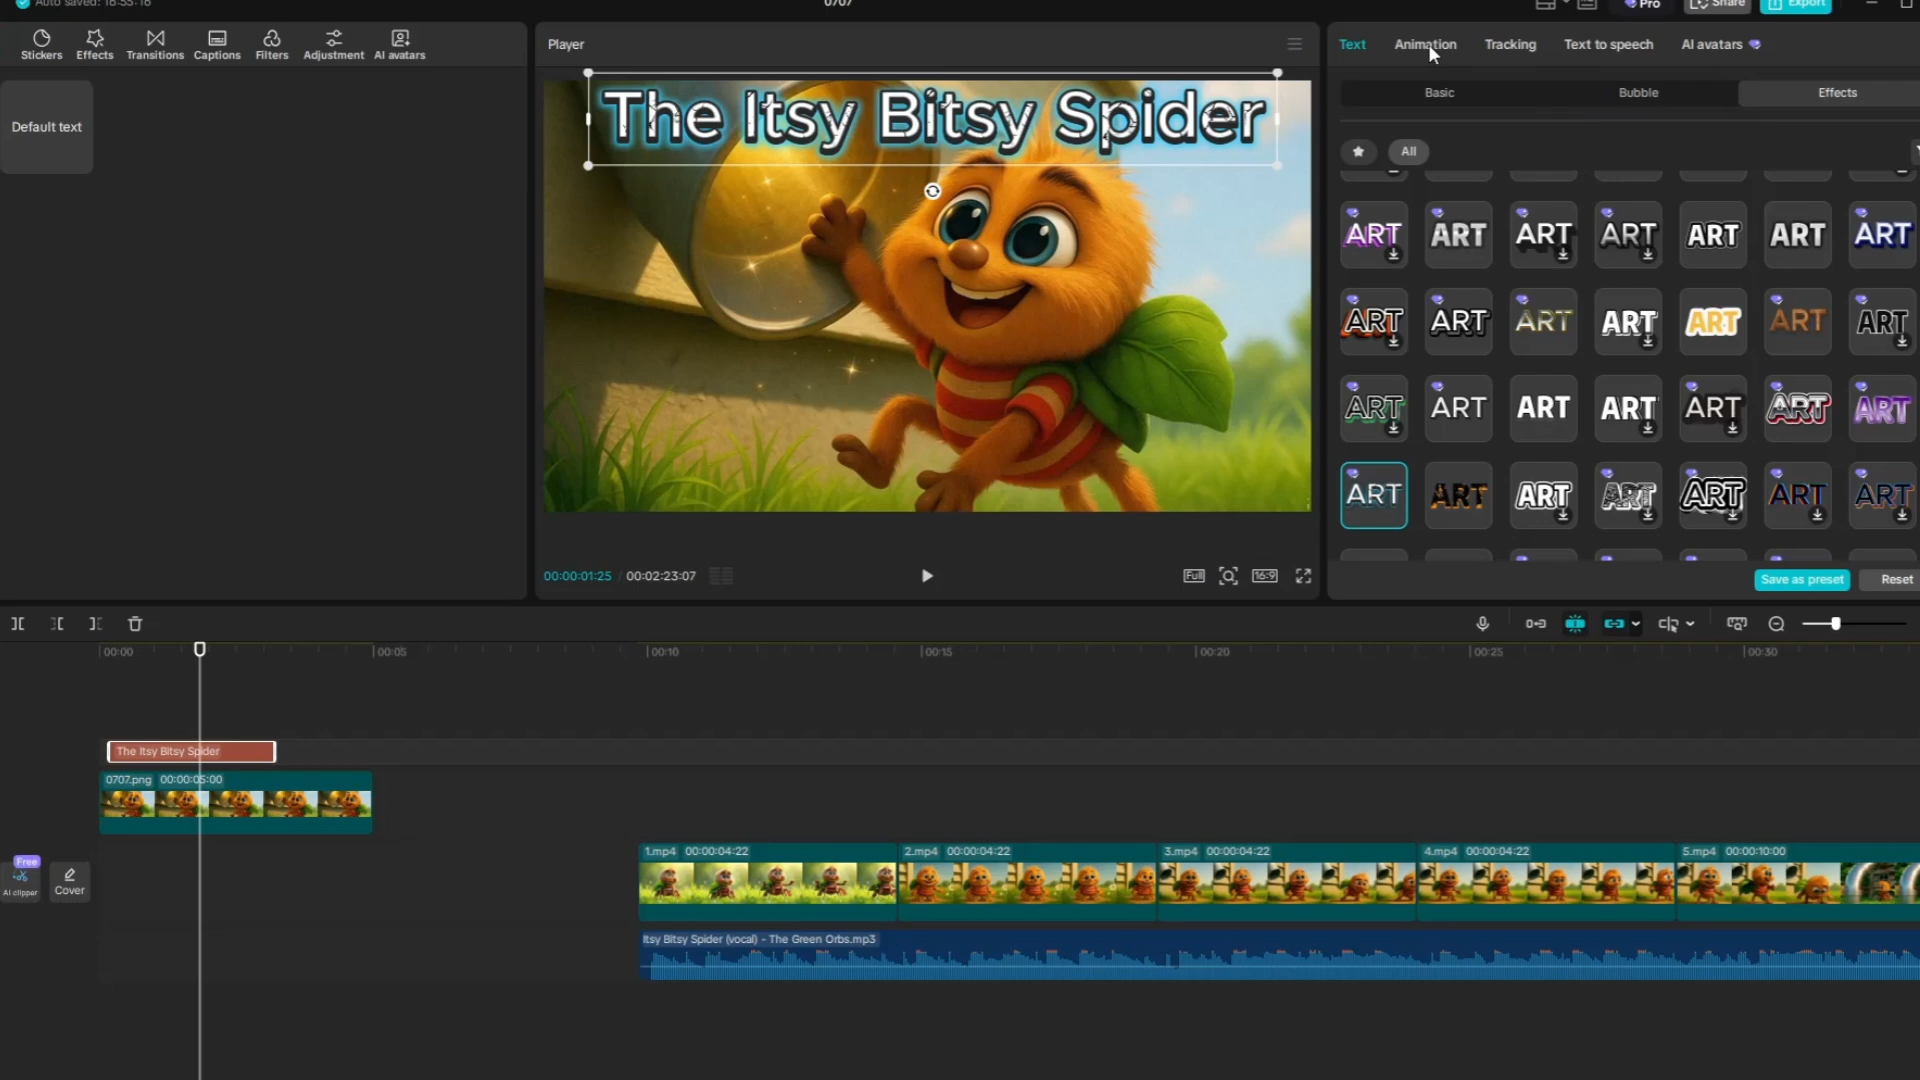 Auto saved: 16:55:16
0707
Pro
Share
Export
Stickers
Effects
Transitions
Captions
Filters
Adjustment
AI avatars
Default text
Player
The Itsy Bitsy Spider
00:00:01:25 / 00:02:23:07
Full
16:9
Text
Animation
Tracking
Text to speech
AI avatars
Basic
Bubble
Effects
All
ART ART ART ART ART ART ART
ART ART ART ART ART ART ART
ART ART ART ART ART ART ART
ART ART ART ART ART ART ART
Save as preset
Reset
00:00
00:05
00:10
00:15
00:20
00:25
00:30
The Itsy Bitsy Spider
0707.png 00:00:05:00
Free
AI clipper
Cover
1.mp4 00:00:04:22
2.mp4 00:00:04:22
3.mp4 00:00:04:22
4.mp4 00:00:04:22
5.mp4 00:00:10:00
Itsy Bitsy Spider (vocal) - The Green Orbs.mp3